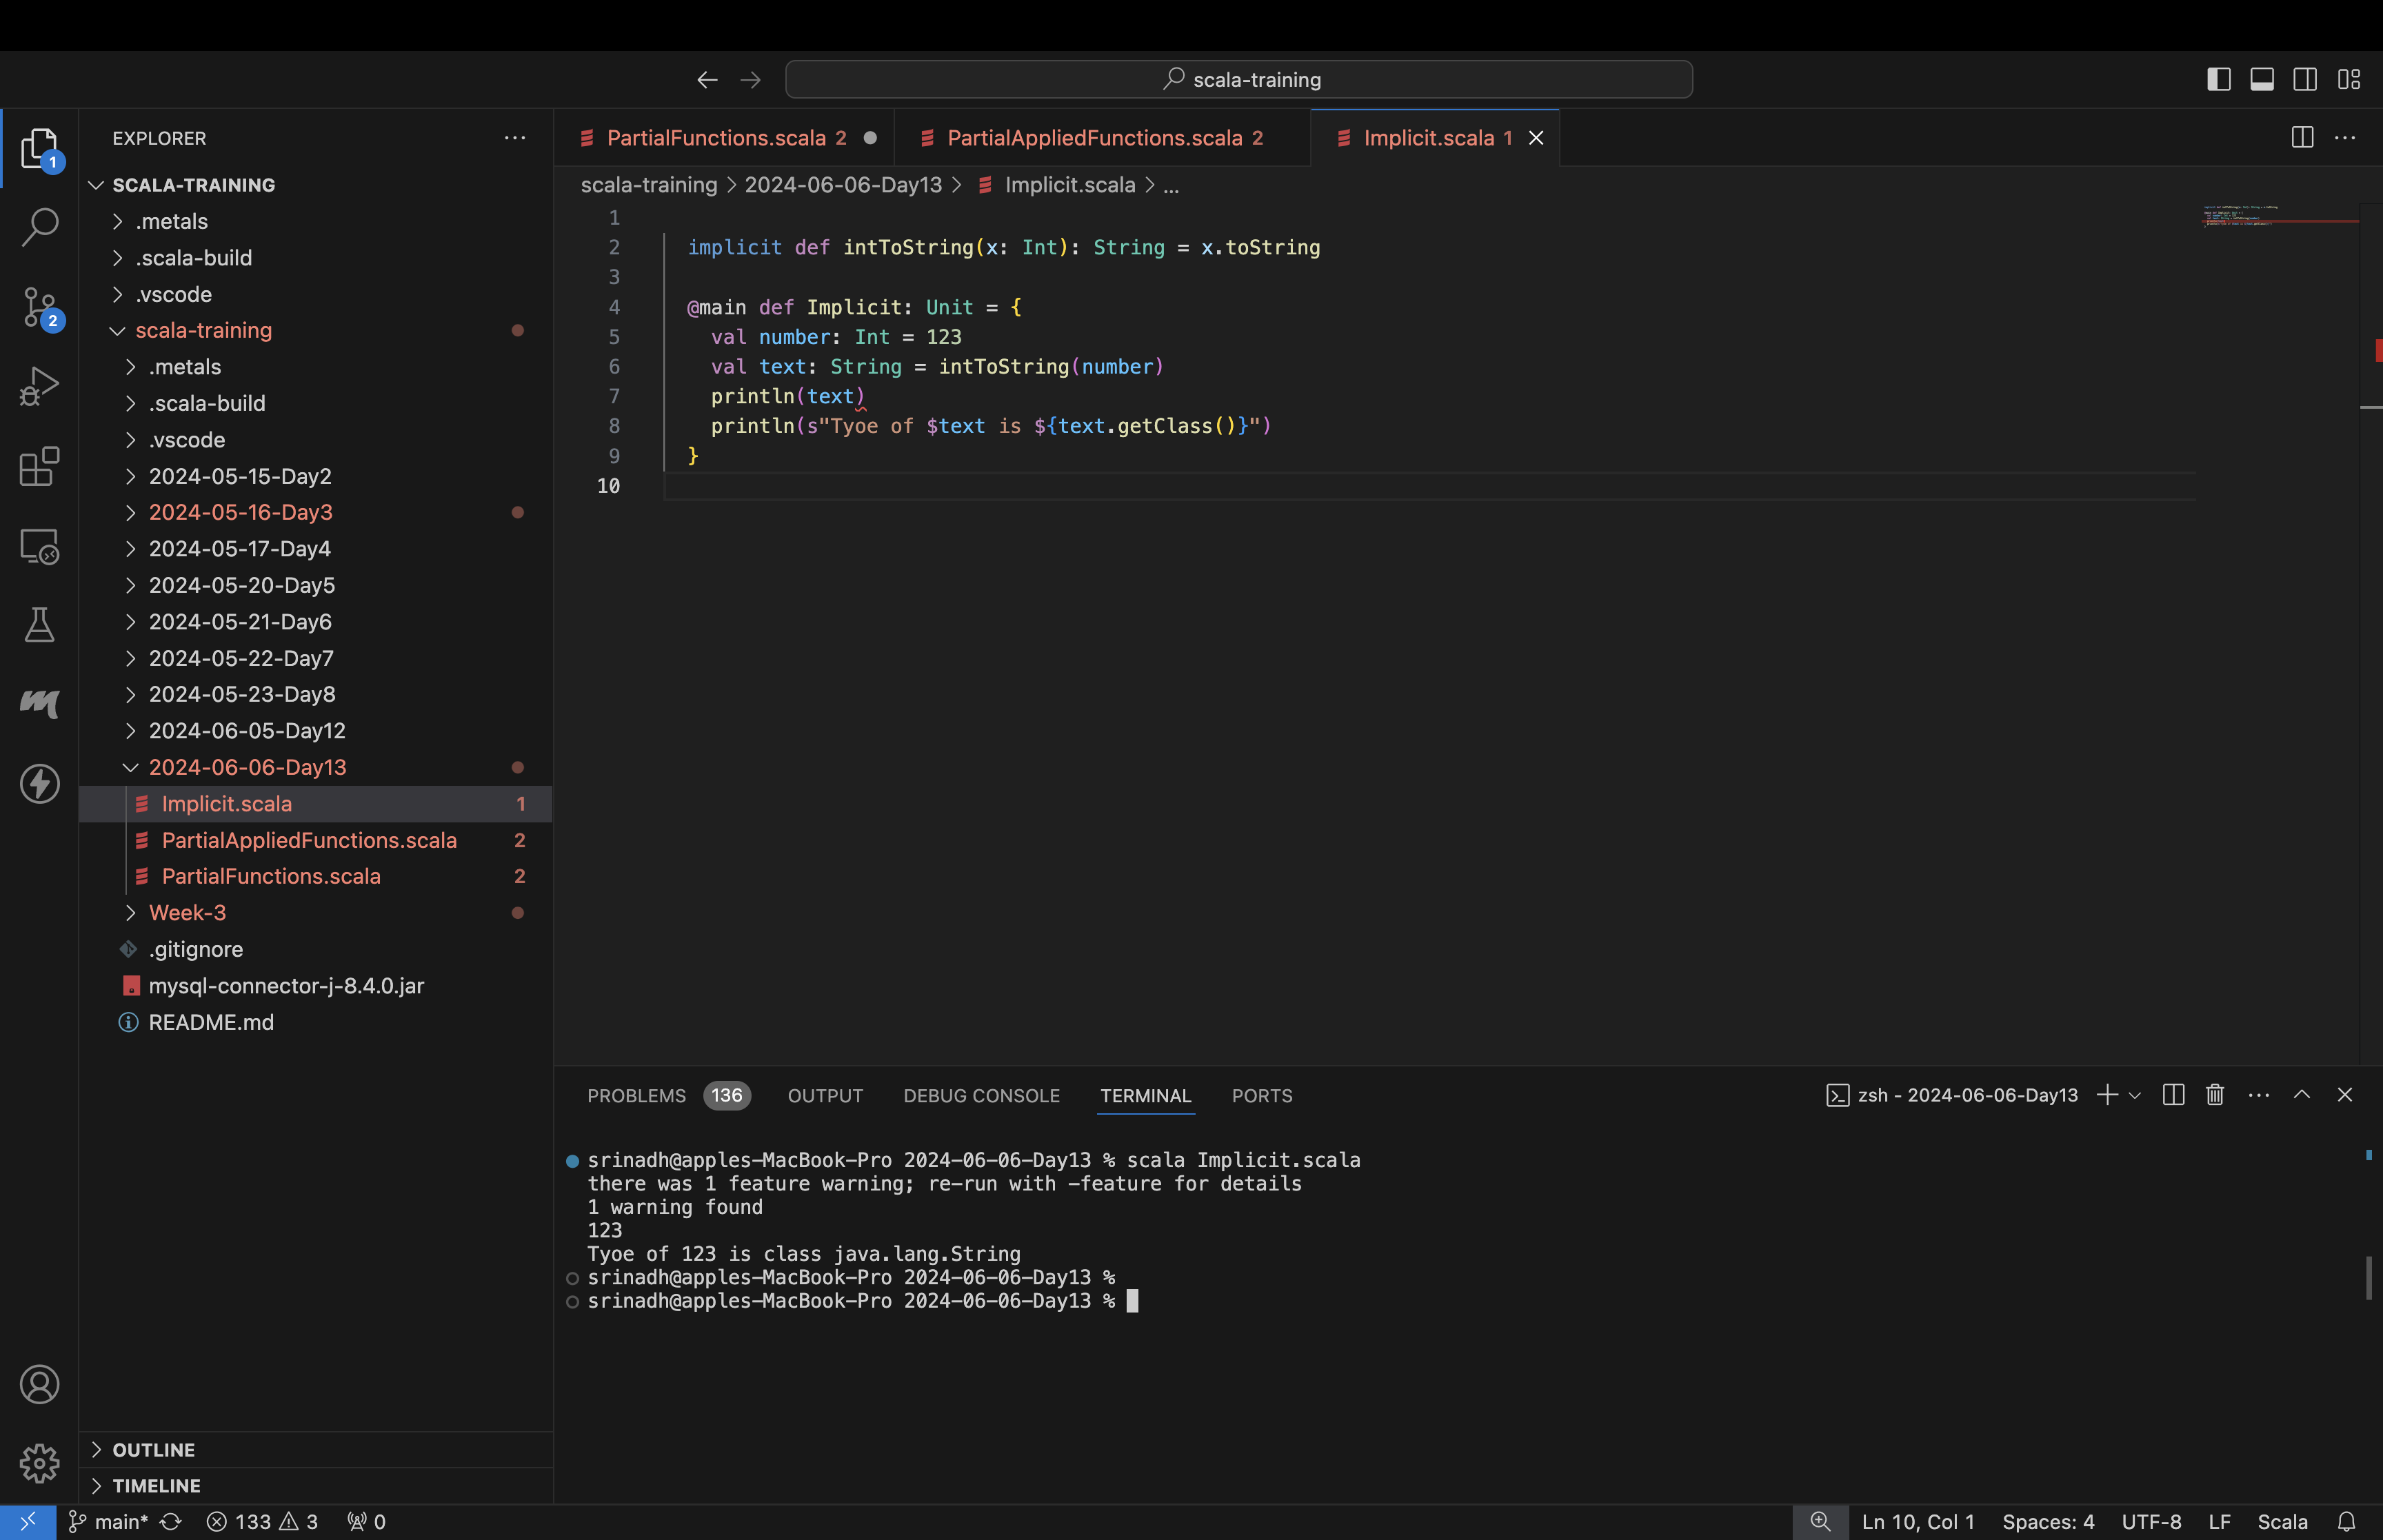 scala-training
EXPLORER
PartialFunctions.scala 2
PartialAppliedFunctions.scala 2
Implicit.scala 1
1
2
SCALA-TRAINING
.metals
.scala-build
.vscode
scala-training
.metals
.scala-build
.vscode
2024-05-15-Day2
2024-05-16-Day3
2024-05-17-Day4
2024-05-20-Day5
2024-05-21-Day6
2024-05-22-Day7
2024-05-23-Day8
2024-06-05-Day12
2024-06-06-Day13
Implicit.scala 1
PartialAppliedFunctions.scala 2
PartialFunctions.scala 2
Week-3
.gitignore
mysql-connector-j-8.4.0.jar
README.md
OUTLINE
TIMELINE
scala-training > 2024-06-06-Day13 > Implicit.scala > ...
1
2 implicit def intToString(x: Int): String = x.toString
3
4 @main def Implicit: Unit = {
5 val number: Int = 123
6 val text: String = intToString(number)
7 println(text)
8 println(s"Tyoe of $text is ${text.getClass()}")
9 }
10
PROBLEMS 136 OUTPUT DEBUG CONSOLE TERMINAL PORTS
zsh - 2024-06-06-Day13
srinadh@apples-MacBook-Pro 2024-06-06-Day13 % scala Implicit.scala
there was 1 feature warning; re-run with -feature for details
1 warning found
123
Tyoe of 123 is class java.lang.String
srinadh@apples-MacBook-Pro 2024-06-06-Day13 %
srinadh@apples-MacBook-Pro 2024-06-06-Day13 %
main* 133 3 0
Ln 10, Col 1 Spaces: 4 UTF-8 LF Scala